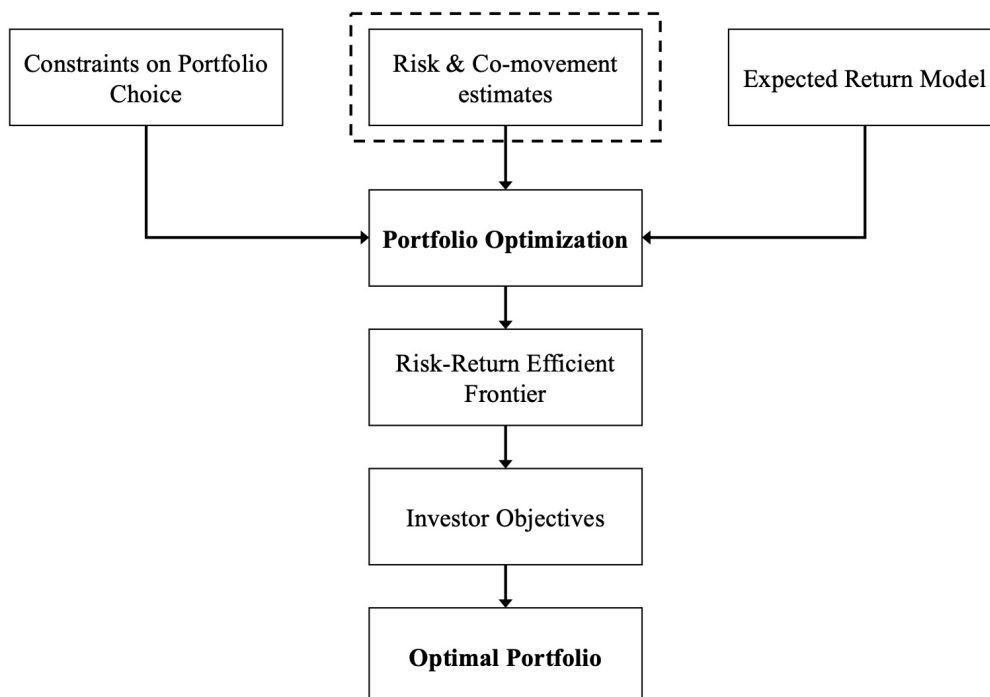 Constraints on Portfolio
Choice
Risk & Co-movement
estimates
Expected Return Model
Portfolio Optimization
Risk-Return Efficient
Frontier
Investor Objectives
Optimal Portfolio